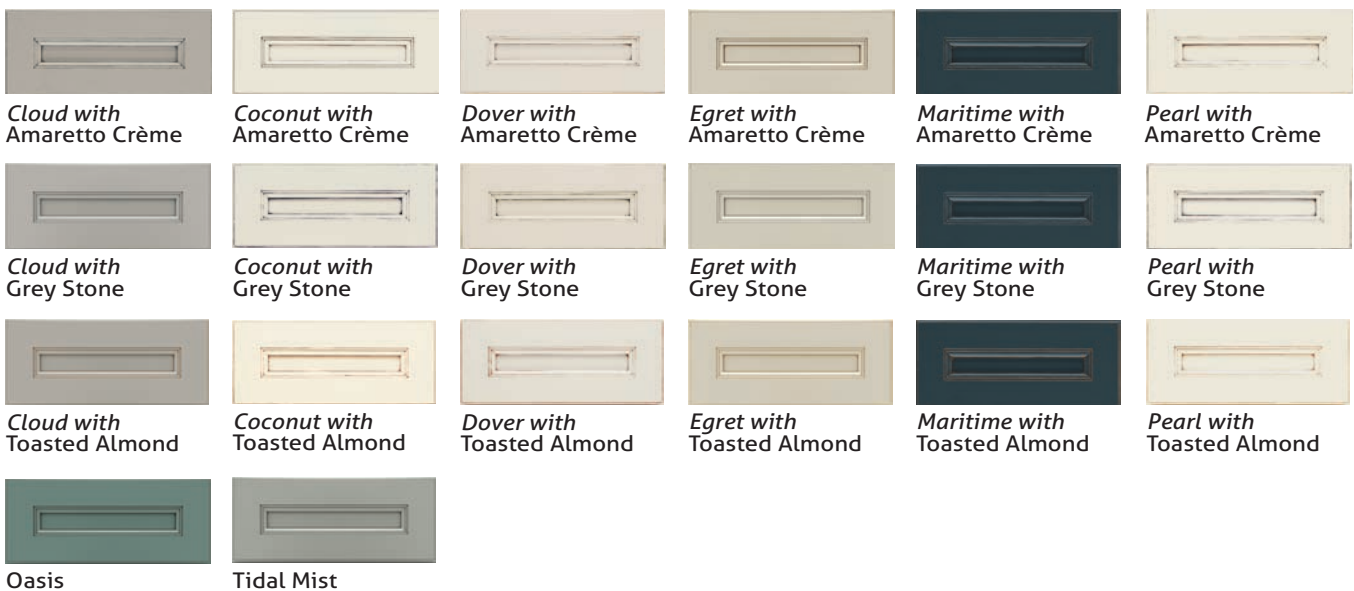 Cloud with
Amaretto Crème
Coconut with
Amaretto Crème
Dover with
Amaretto Crème
Egret with
Amaretto Crème
Maritime with
Amaretto Crème
Pearl with
Amaretto Crème
Cloud with
Grey Stone
Coconut with
Grey Stone
Dover with
Grey Stone
Egret with
Grey Stone
Maritime with
Grey Stone
Pearl with
Grey Stone
Cloud with
Toasted Almond
Coconut with
Toasted Almond
Dover with
Toasted Almond
Egret with
Toasted Almond
Maritime with
Toasted Almond
Pearl with
Toasted Almond
Oasis
Tidal Mist